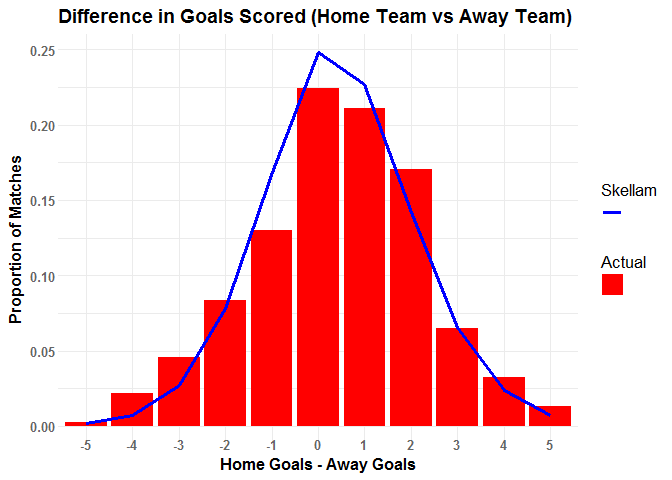 Difference in Goals Scored (Home Team vs Away Team)
Proportion of Matches
0.25
0.20
0.15
0.10
0.05
0.00
-5 -4 -3 -2 -1 0 1 2 3 4 5
Home Goals - Away Goals
Skellam
Actual